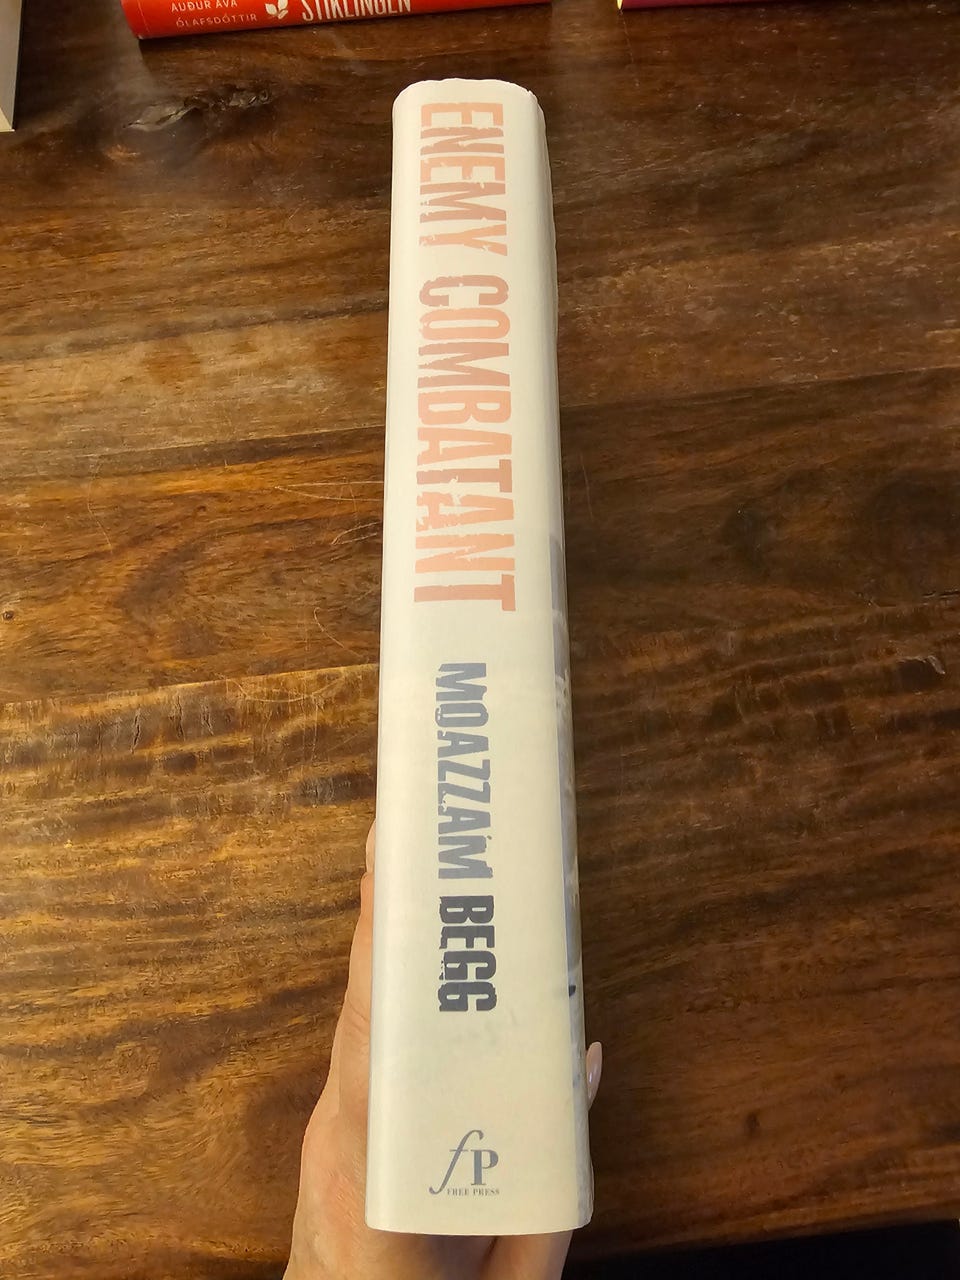 AUÐUR AVA
ÓLAFSDÓTTIR
STIKLINGEN
ENEMY COMBATANT
MOAZZAM BEGG
fP
FREE PRESS